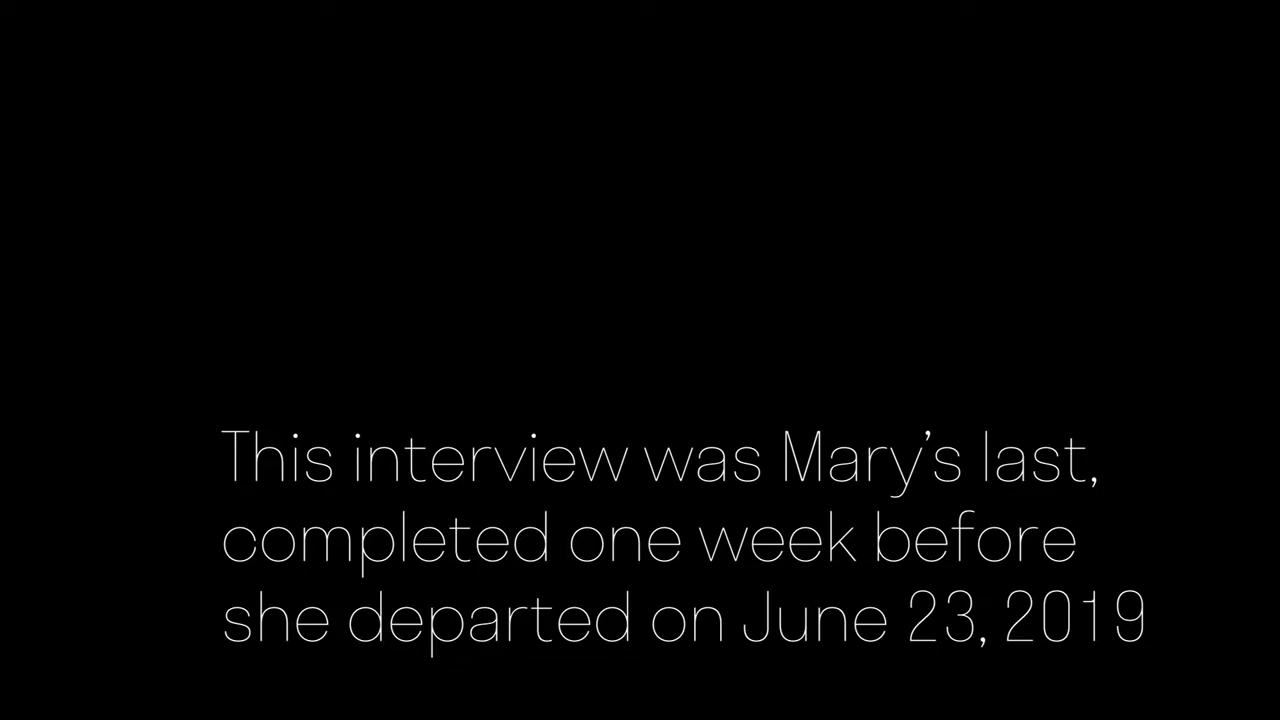 This interview was Mary’s last,
completed one week before
she departed on June 23, 2019